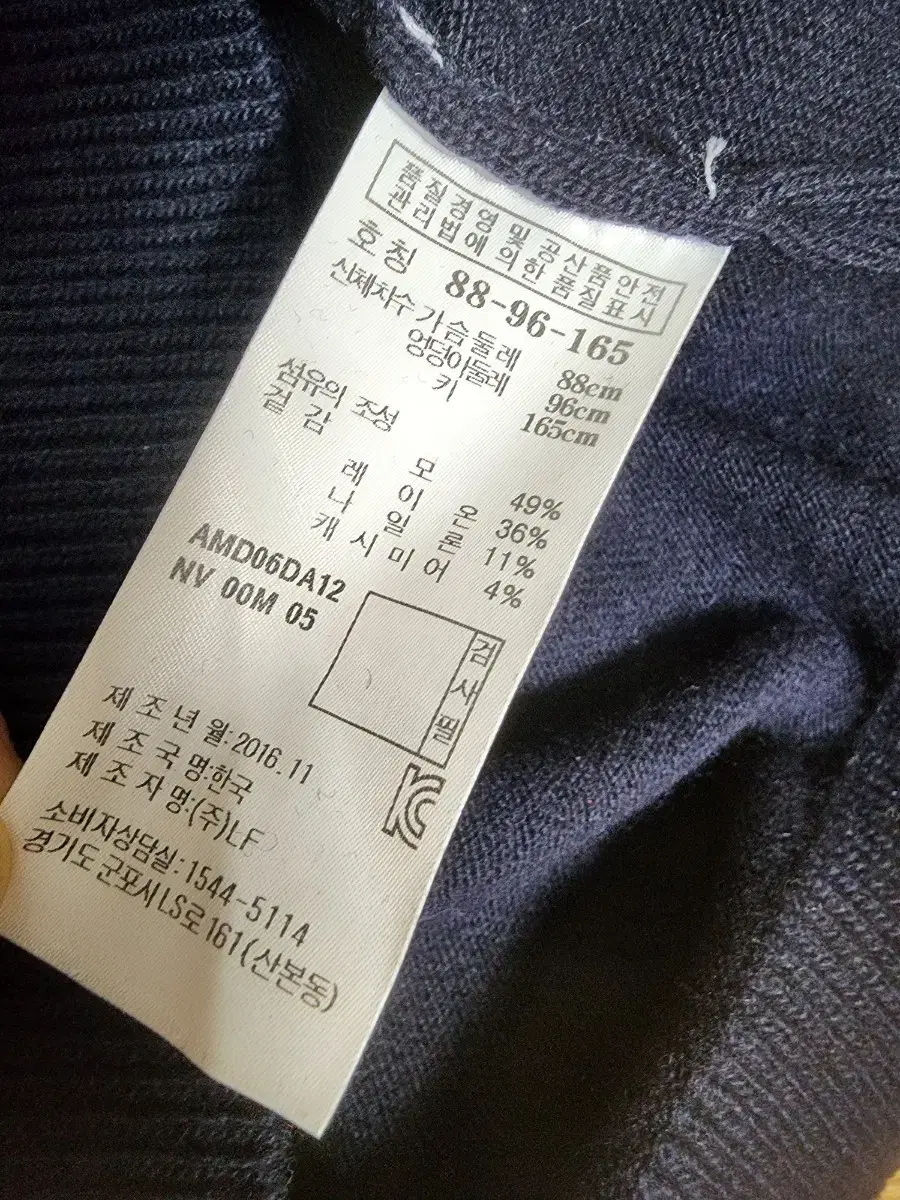 품질경영 및 공산품안전
관리법에 의한 품질표시
호칭 88-96-165
신체치수 가슴둘레 88cm
엉덩이둘레 96cm
키 165cm
섬유의 조성
겉감
모 49%
레이온 36%
나일론 11%
캐시미어 4%
AMD06DA12
NV 00M 05
검사필
제조년월:2016.11
제조국명:한국
제조자명:(주)LF
소비자상담실:1544-5114
경기도 군포시 LS로 161(산본동)